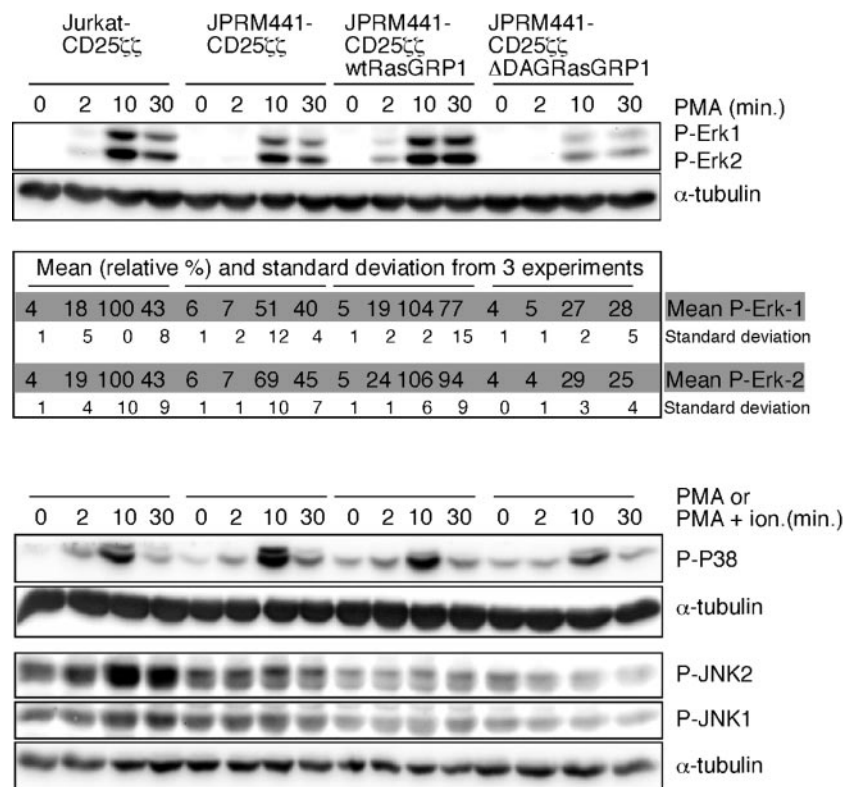 Jurkat-
CD25ζζ
JPRM441-
CD25ζζ
JPRM441-
CD25ζζ
wtRasGRP1
JPRM441-
CD25ζζ
ΔDAGRasGRP1
0 2 10 30 0 2 10 30 0 2 10 30 0 2 10 30 PMA (min.)
P-Erk1
P-Erk2
α-tubulin
Mean (relative %) and standard deviation from 3 experiments
4 18 100 43 6 7 51 40 5 19 104 77 4 5 27 28 Mean P-Erk-1
1 5 0 8 1 2 12 4 1 2 2 15 1 1 2 5 Standard deviation
4 19 100 43 6 7 69 45 5 24 106 94 4 4 29 25 Mean P-Erk-2
1 4 10 9 1 1 10 7 1 1 6 9 0 1 3 4 Standard deviation
PMA or
0 2 10 30 0 2 10 30 0 2 10 30 0 2 10 30 PMA + ion.(min.)
P-P38
α-tubulin
P-JNK2
P-JNK1
α-tubulin